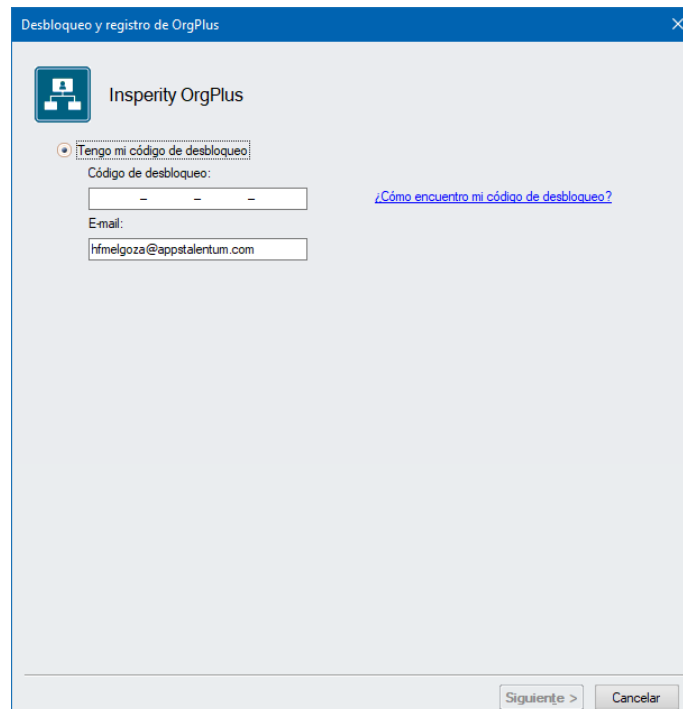 Desbloqueo y registro de OrgPlus
Insperity OrgPlus
Tengo mi código de desbloqueo
Código de desbloqueo:
– – –
¿Cómo encuentro mi código de desbloqueo?
E-mail:
hfmelgoza@appstalentum.com
Siguiente >
Cancelar